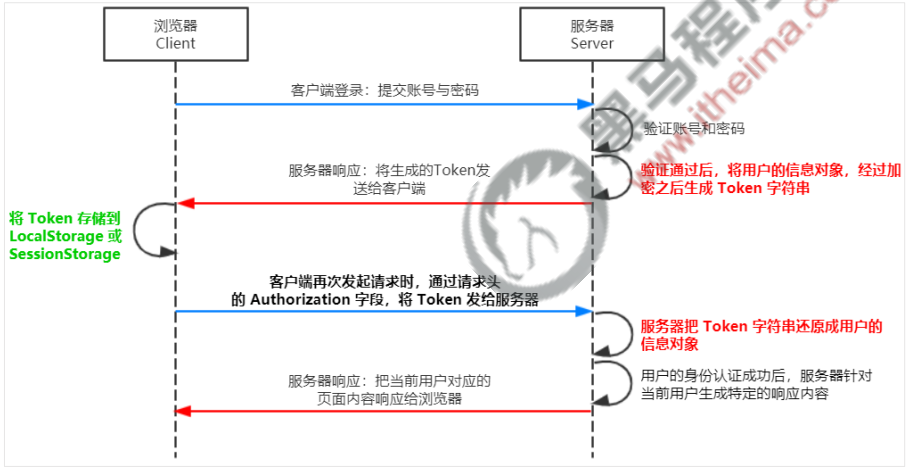 浏览器
Client
服务器
Server
客户端登录：提交账号与密码
验证账号和密码
服务器响应：将生成的Token发
送给客户端
验证通过后，将用户的信息对象，经过加
密之后生成 Token 字符串
将 Token 存储到
LocalStorage 或
SessionStorage
客户端再次发起请求时，通过请求头
的 Authorization 字段，将 Token 发给服务器
服务器把 Token 字符串还原成用户的
信息对象
服务器响应：把当前用户对应的
页面内容响应给浏览器
用户的身份认证成功后，服务器针对
当前用户生成特定的响应内容
黑马程序
www.itheima.co